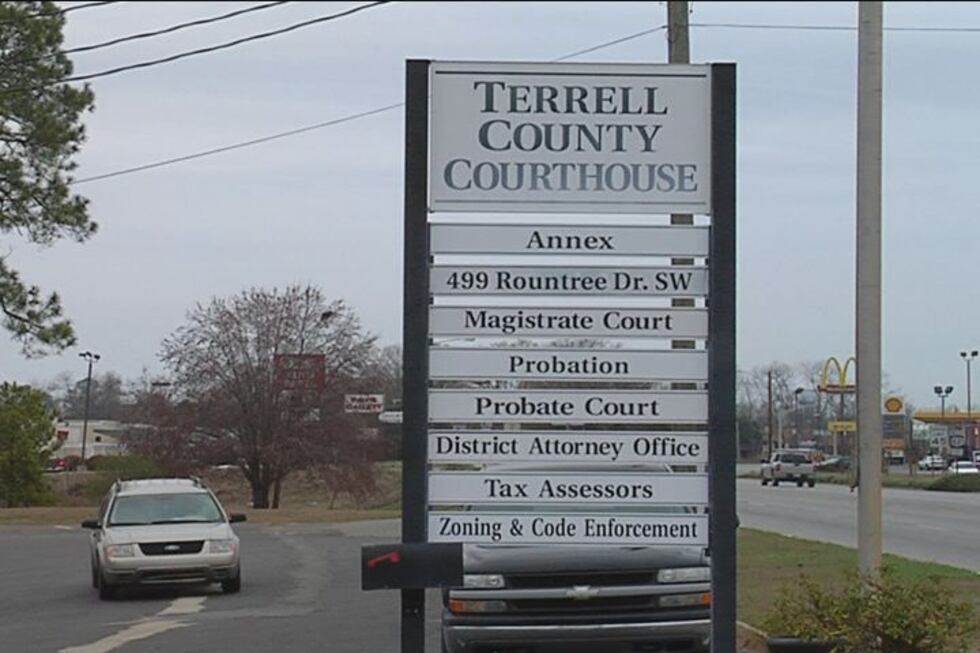 TERRELL
COUNTY
COURTHOUSE
Annex
499 Rountree Dr. SW
Magistrate Court
Probation
Probate Court
District Attorney Office
Tax Assessors
Zoning & Code Enforcement